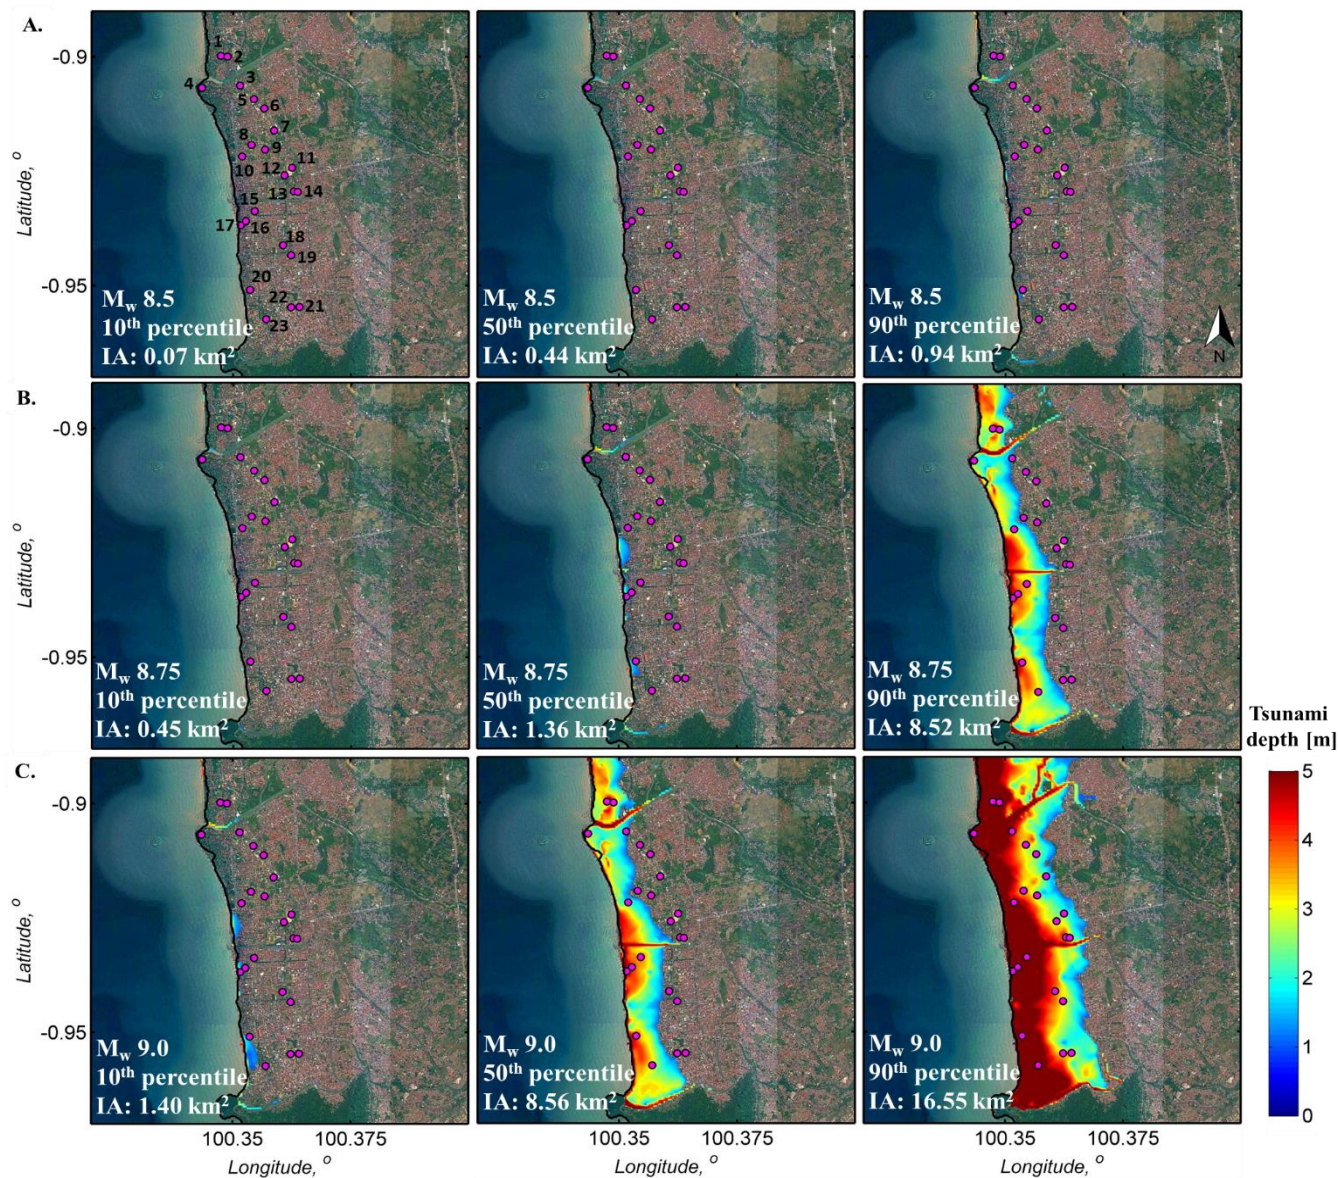 A.
-0.9
-0.95
Latitude, °
1
2
3
4
5
6
7
8
9
10
11
12
13
14
15
16
17
18
19
20
21
22
23
Mw 8.5
10th percentile
IA: 0.07 km²
Mw 8.5
50th percentile
IA: 0.44 km²
Mw 8.5
90th percentile
IA: 0.94 km²
N
B.
-0.9
-0.95
Latitude, °
Mw 8.75
10th percentile
IA: 0.45 km²
Mw 8.75
50th percentile
IA: 1.36 km²
Mw 8.75
90th percentile
IA: 8.52 km²
C.
-0.9
-0.95
Latitude, °
Mw 9.0
10th percentile
IA: 1.40 km²
Mw 9.0
50th percentile
IA: 8.56 km²
Mw 9.0
90th percentile
IA: 16.55 km²
100.35 100.375
Longitude, °
100.35 100.375
Longitude, °
100.35 100.375
Longitude, °
Tsunami
depth [m]
5
4
3
2
1
0